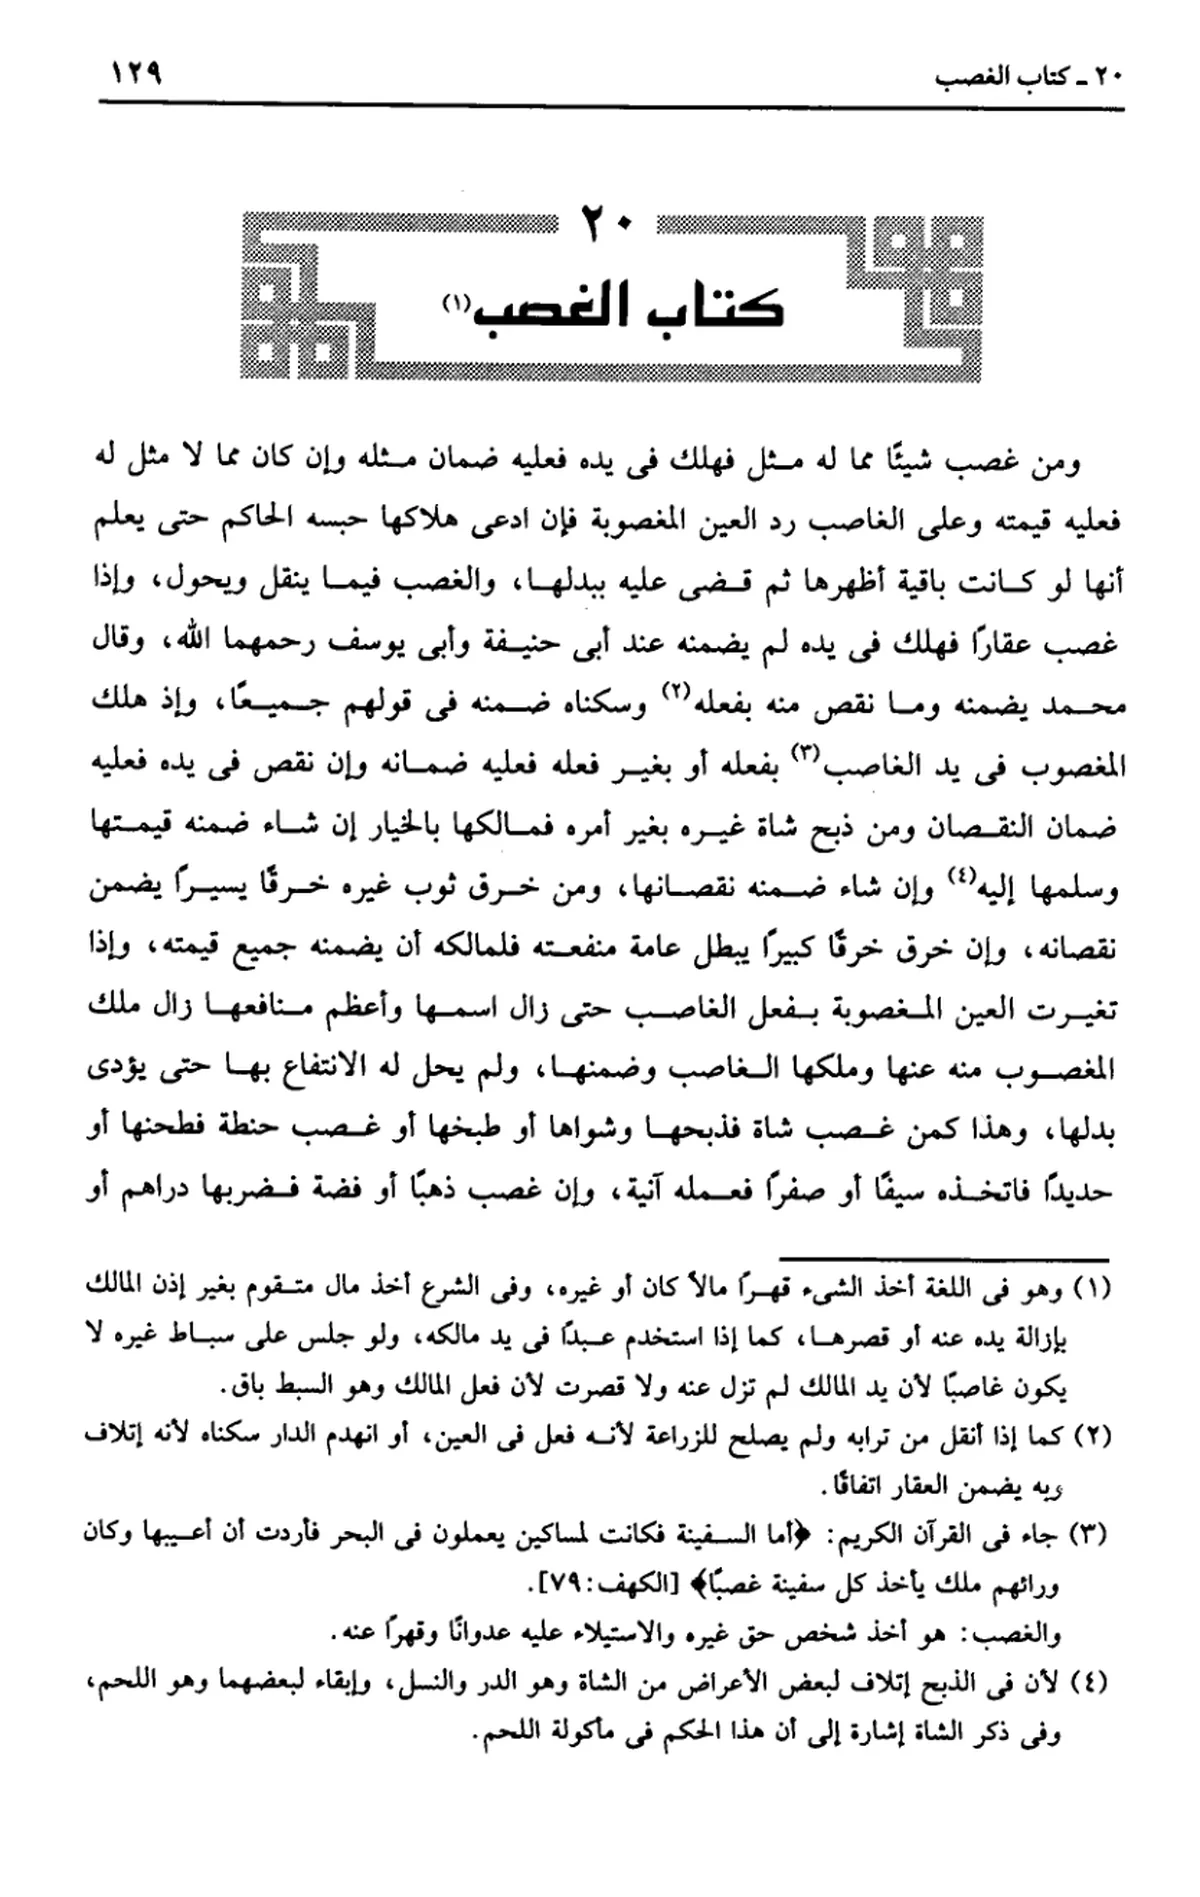 ٢٠ ـ كتاب الغصب
١٢٩
٢٠
كتاب الغصب(١)
ومن غصب شيئًا مما له مثل فهلك فى يده فعليه ضمان مثله وإن كان مما لا مثل له
فعليه قيمته وعلى الغاصب رد العين المغصوبة فإن ادعى هلاكها حبسه الحاكم حتى يعلم
أنها لو كانت باقية أظهرها ثم قضى عليه ببدلها، والغصب فيما ينقل ويحول، وإذا
غصب عقارًا فهلك فى يده لم يضمنه عند أبى حنيفة وأبى يوسف رحمهما الله، وقال
محمد يضمنه وما نقص منه بفعله(٢) وسكناه ضمنه فى قولهم جميعًا، وإذ هلك
المغصوب فى يد الغاصب(٣) بفعله أو بغير فعله فعليه ضمانه وإن نقص فى يده فعليه
ضمان النقصان ومن ذبح شاة غيره بغير أمره فمالكها بالخيار إن شاء ضمنه قيمتها
وسلمها إليه(٤) وإن شاء ضمنه نقصانها، ومن خرق ثوب غيره خرقًا يسيرًا يضمن
نقصانه، وإن خرق خرقًا كبيرًا يبطل عامة منفعته فلمالكه أن يضمنه جميع قيمته، وإذا
تغيرت العين المغصوبة بفعل الغاصب حتى زال اسمها وأعظم منافعها زال ملك
المغصوب منه عنها وملكها الغاصب وضمنها، ولم يحل له الانتفاع بها حتى يؤدى
بدلها، وهذا كمن غصب شاة فذبحها وشواها أو طبخها أو غصب حنطة فطحنها أو
حديدًا فاتخذه سيفًا أو صفرًا فعمله آنية، وإن غصب ذهبًا أو فضة فضربها دراهم أو
(١) وهو فى اللغة أخذ الشىء قهرًا مالاً كان أو غيره، وفى الشرع أخذ مال متقوم بغير إذن المالك
بإزالة يده عنه أو قصرها، كما إذا استخدم عبدًا فى يد مالكه، ولو جلس على سباط غيره لا
يكون غاصبًا لأن يد المالك لم تزل عنه ولا قصرت لأن فعل المالك وهو السبط باق.
(٢) كما إذا أنقل من ترابه ولم يصلح للزراعة لأنه فعل فى العين، أو انهدم الدار سكناه لأنه إتلاف
وبه يضمن العقار اتفاقًا.
(٣) جاء فى القرآن الكريم: ﴿أما السفينة فكانت لمساكين يعملون فى البحر فأردت أن أعيبها وكان
ورائهم ملك يأخذ كل سفينة غصبًا﴾ [الكهف:٧٩].
والغصب: هو أخذ شخص حق غيره والاستيلاء عليه عدوانًا وقهرًا عنه.
(٤) لأن فى الذبح إتلاف لبعض الأعراض من الشاة وهو الدر والنسل، وإبقاء لبعضهما وهو اللحم،
وفى ذكر الشاة إشارة إلى أن هذا الحكم فى مأكولة اللحم.